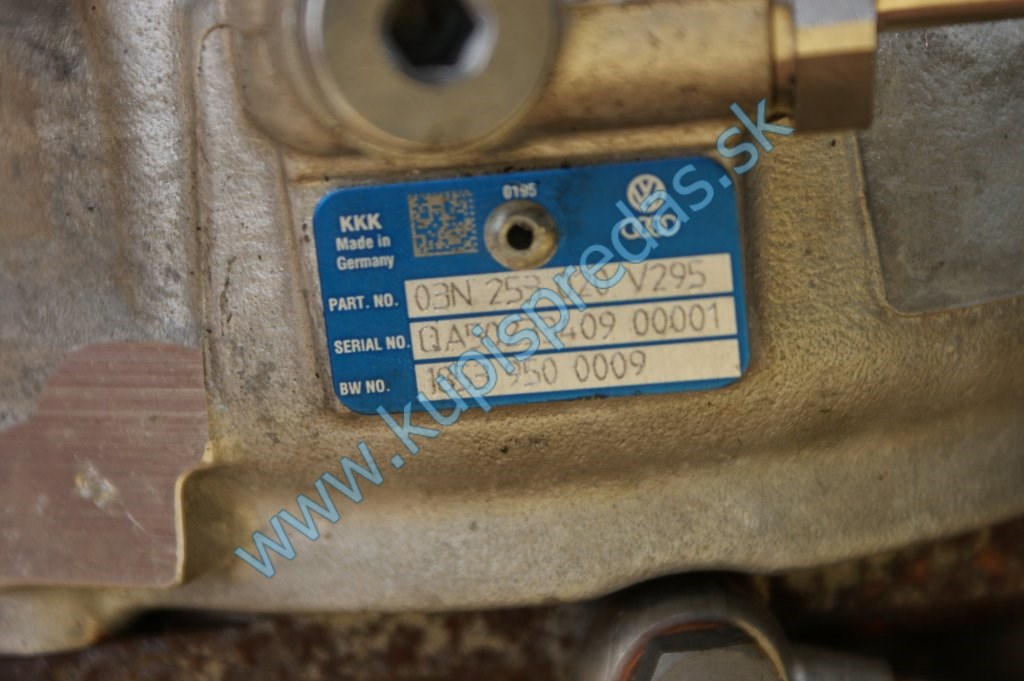 0195
KKK
Made in
Germany
PART. NO. 03N 253 V295
SERIAL NO. 00001
BW NO. 950 0009
www.kupispredas.sk